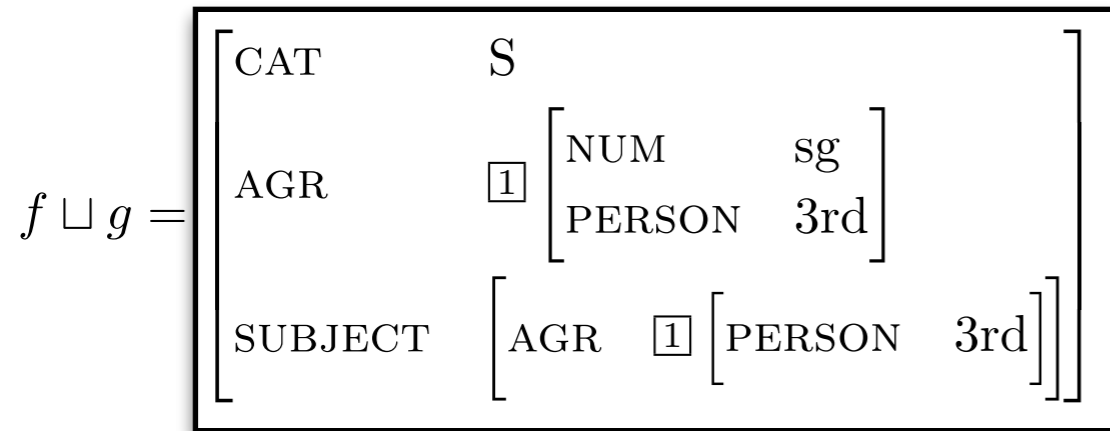 CAT S
NUM sg
f ⊔ g = AGR 1
PERSON 3rd
SUBJECT AGR 1 PERSON 3rd